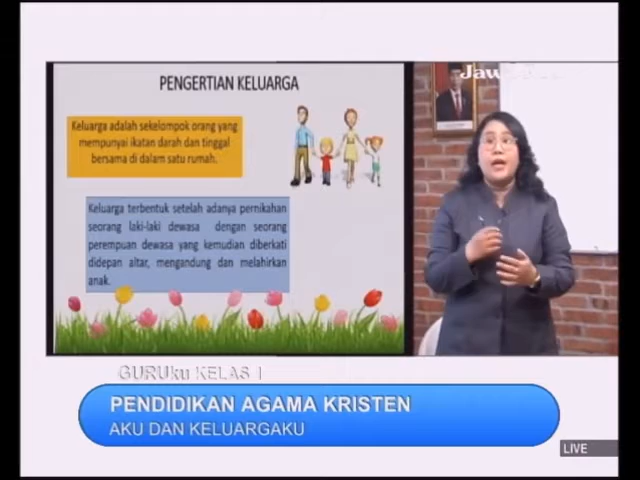 PENGERTIAN KELUARGA
Keluarga adalah sekelompok orang yang
mempunyai ikatan darah dan tinggal
bersama di dalam satu rumah.
Keluarga terbentuk setelah adanya pernikahan
seorang laki-laki dewasa dengan seorang
perempuan dewasa yang kemudian diberkati
didepan altar, mengandung dan melahirkan
anak.
GURUku KELAS 1
PENDIDIKAN AGAMA KRISTEN
AKU DAN KELUARGAKU
LIVE